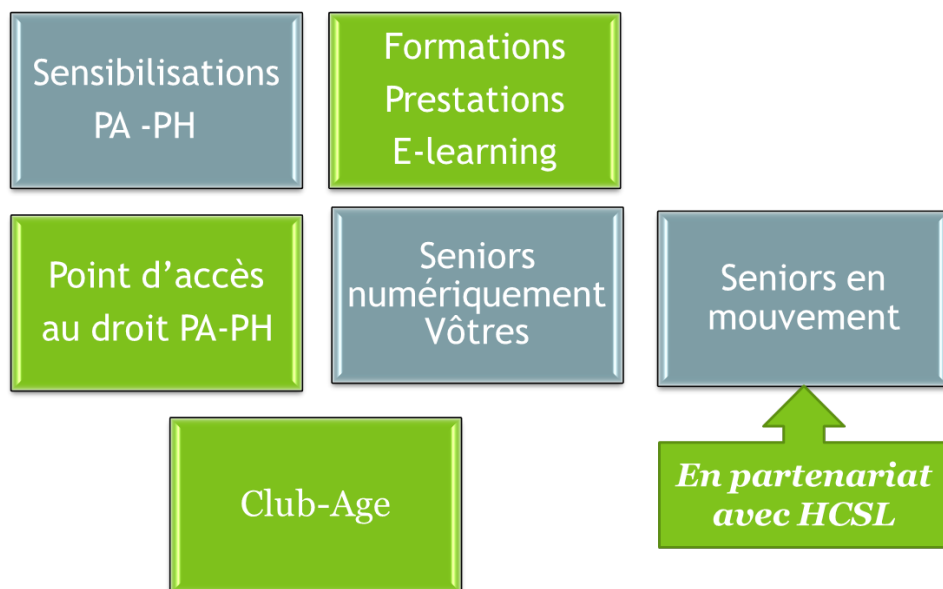 Sensibilisations
PA -PH
Formations
Prestations
E-learning
Point d’accès
au droit PA-PH
Seniors
numériquement
Vôtres
Seniors en
mouvement
Club-Age
En partenariat
avec HCSL